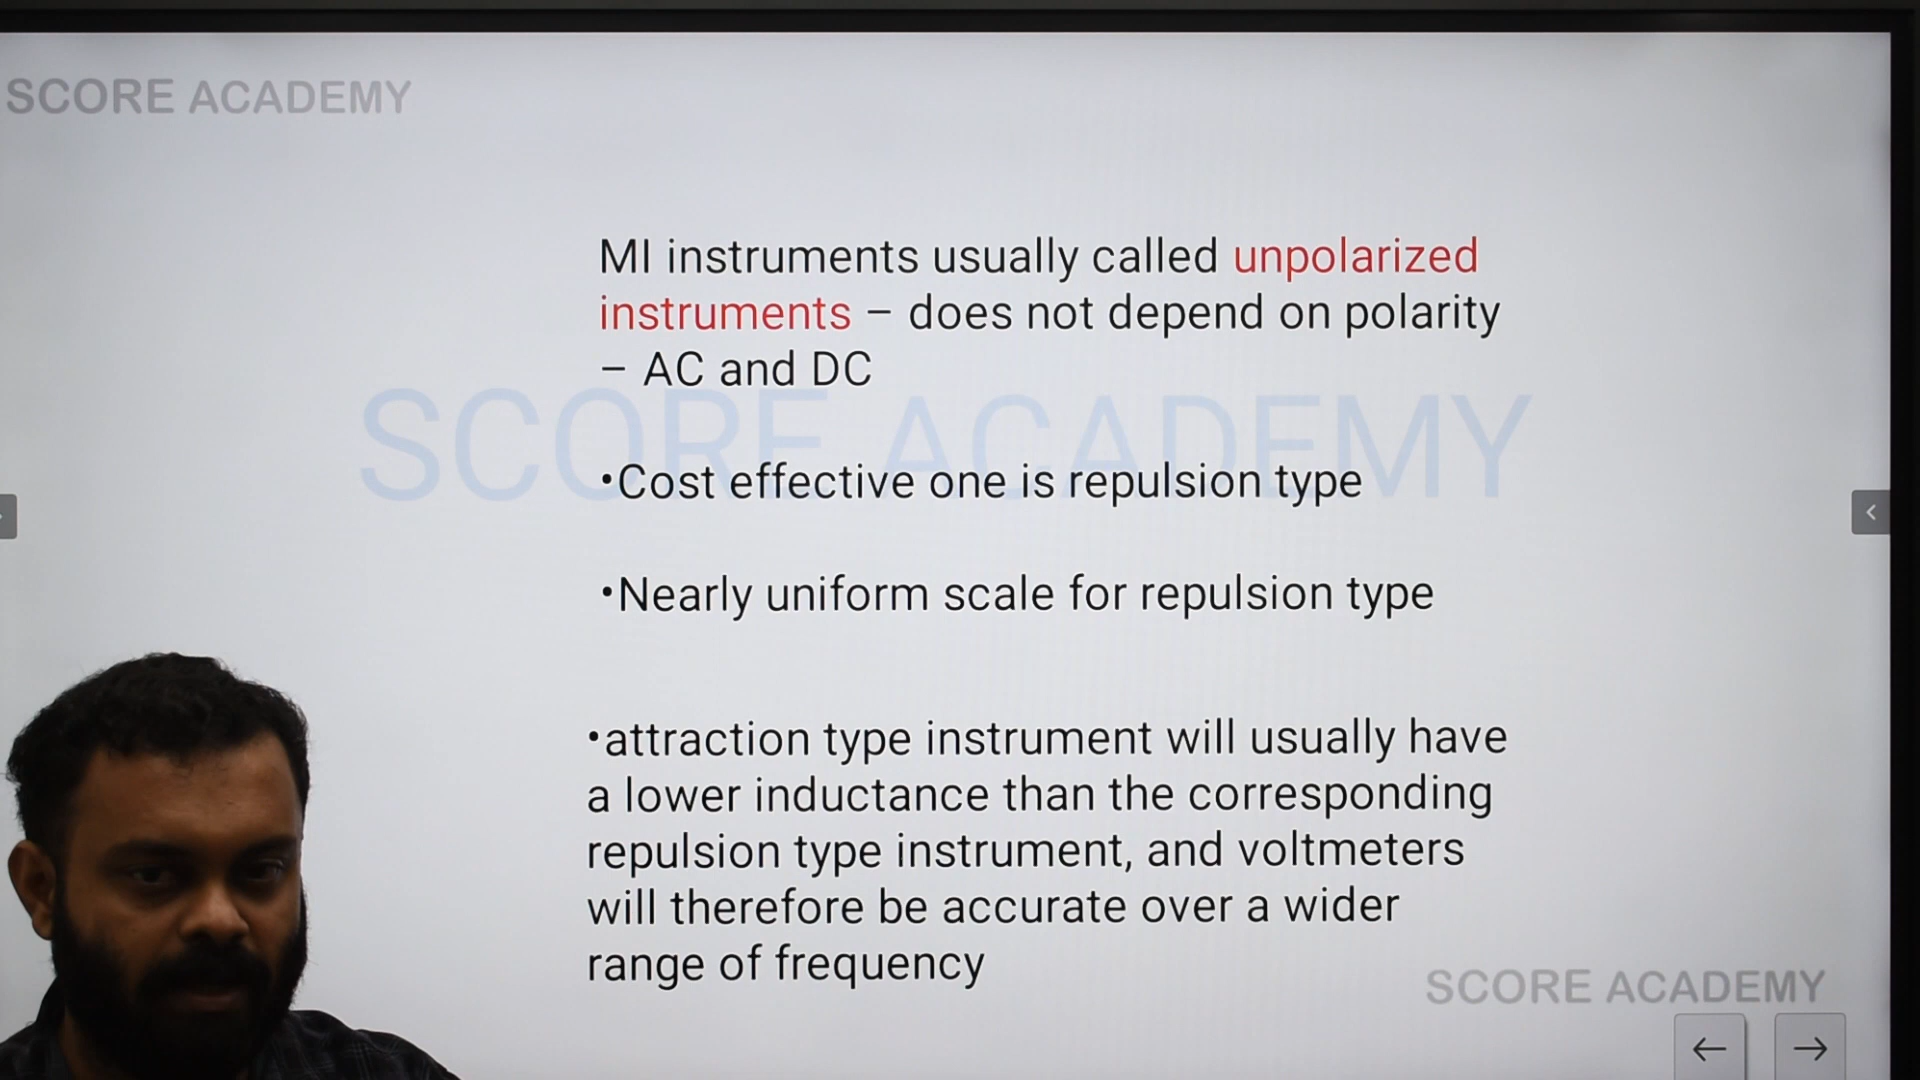 SCORE ACADEMY
MI instruments usually called unpolarized
instruments – does not depend on polarity
– AC and DC
SCORE ACADEMY
•Cost effective one is repulsion type
•Nearly uniform scale for repulsion type
•attraction type instrument will usually have
a lower inductance than the corresponding
repulsion type instrument, and voltmeters
will therefore be accurate over a wider
range of frequency
SCORE ACADEMY